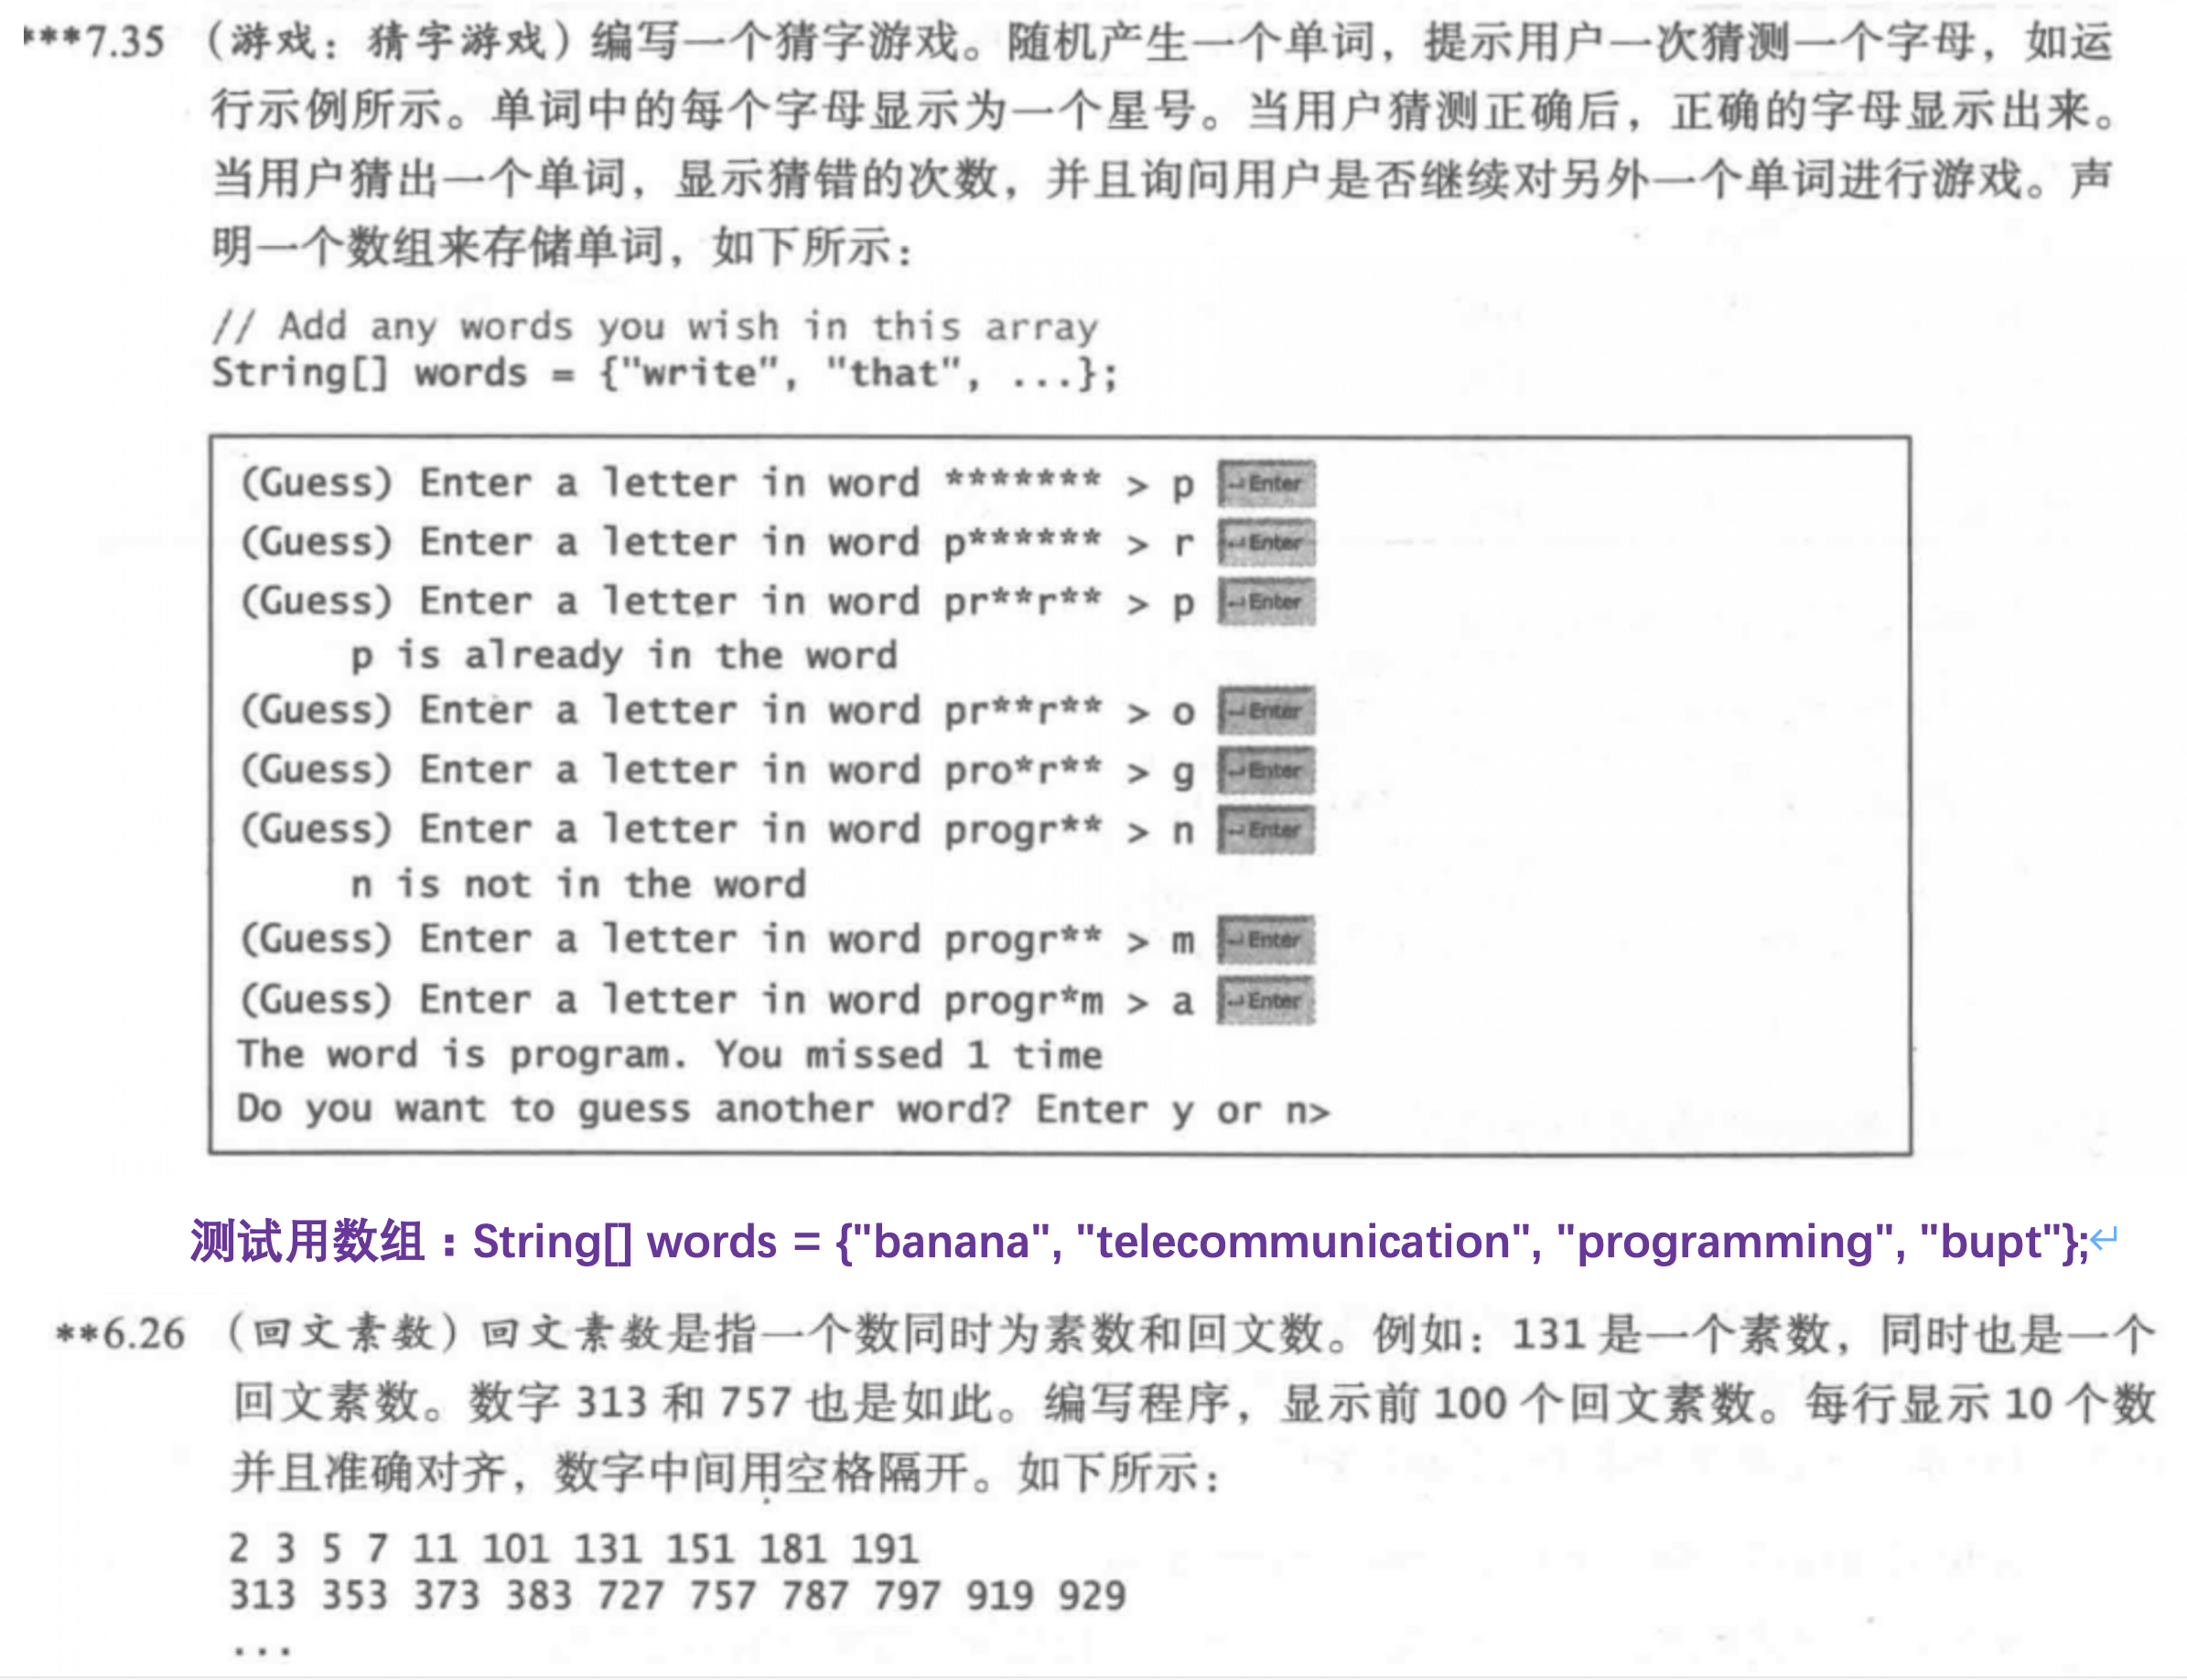 ***7.35 （游戏：猜字游戏）编写一个猜字游戏。随机产生一个单词，提示用户一次猜测一个字母，如运
行示例所示。单词中的每个字母显示为一个星号。当用户猜测正确后，正确的字母显示出来。
当用户猜出一个单词，显示猜错的次数，并且询问用户是否继续对另外一个单词进行游戏。声
明一个数组来存储单词，如下所示：
// Add any words you wish in this array
String[] words = {"write", "that", ...};
(Guess) Enter a letter in word ******* > p ↵Enter
(Guess) Enter a letter in word p****** > r ↵Enter
(Guess) Enter a letter in word pr**r** > p ↵Enter
p is already in the word
(Guess) Enter a letter in word pr**r** > o ↵Enter
(Guess) Enter a letter in word pro*r** > g ↵Enter
(Guess) Enter a letter in word progr** > n ↵Enter
n is not in the word
(Guess) Enter a letter in word progr** > m ↵Enter
(Guess) Enter a letter in word progr*m > a ↵Enter
The word is program. You missed 1 time
Do you want to guess another word? Enter y or n>
测试用数组：String[] words = {"banana", "telecommunication", "programming", "bupt"};↵
**6.26 （回文素数）回文素数是指一个数同时为素数和回文数。例如：131 是一个素数，同时也是一个
回文素数。数字 313 和 757 也是如此。编写程序，显示前 100 个回文素数。每行显示 10 个数
并且准确对齐，数字中间用空格隔开。如下所示：
2 3 5 7 11 101 131 151 181 191
313 353 373 383 727 757 787 797 919 929
...